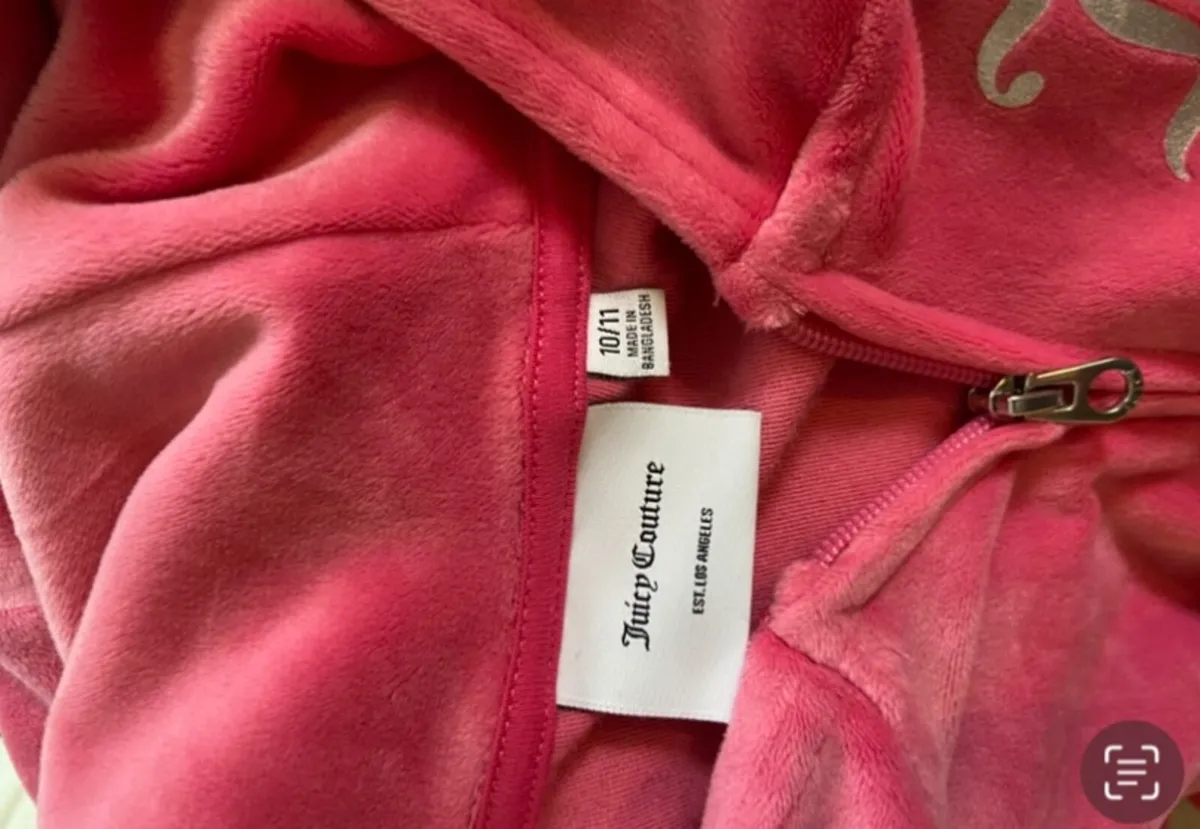 10/11
MADE IN
BANGLADESH
Juicy Couture
EST. LOS ANGELES